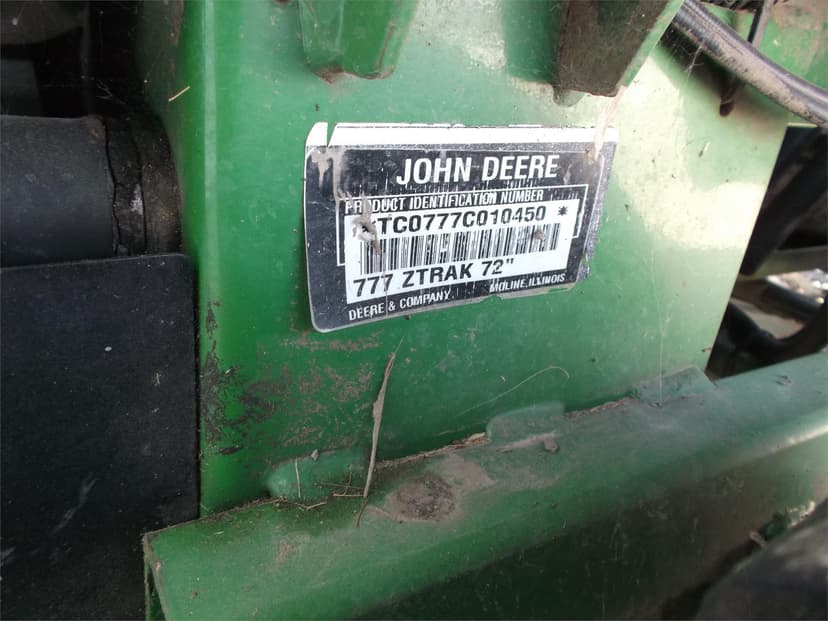 JOHN DEERE
PRODUCT IDENTIFICATION NUMBER
TC0777C010450 *
777 ZTRAK 72"
DEERE & COMPANY MOLINE, ILLINOIS